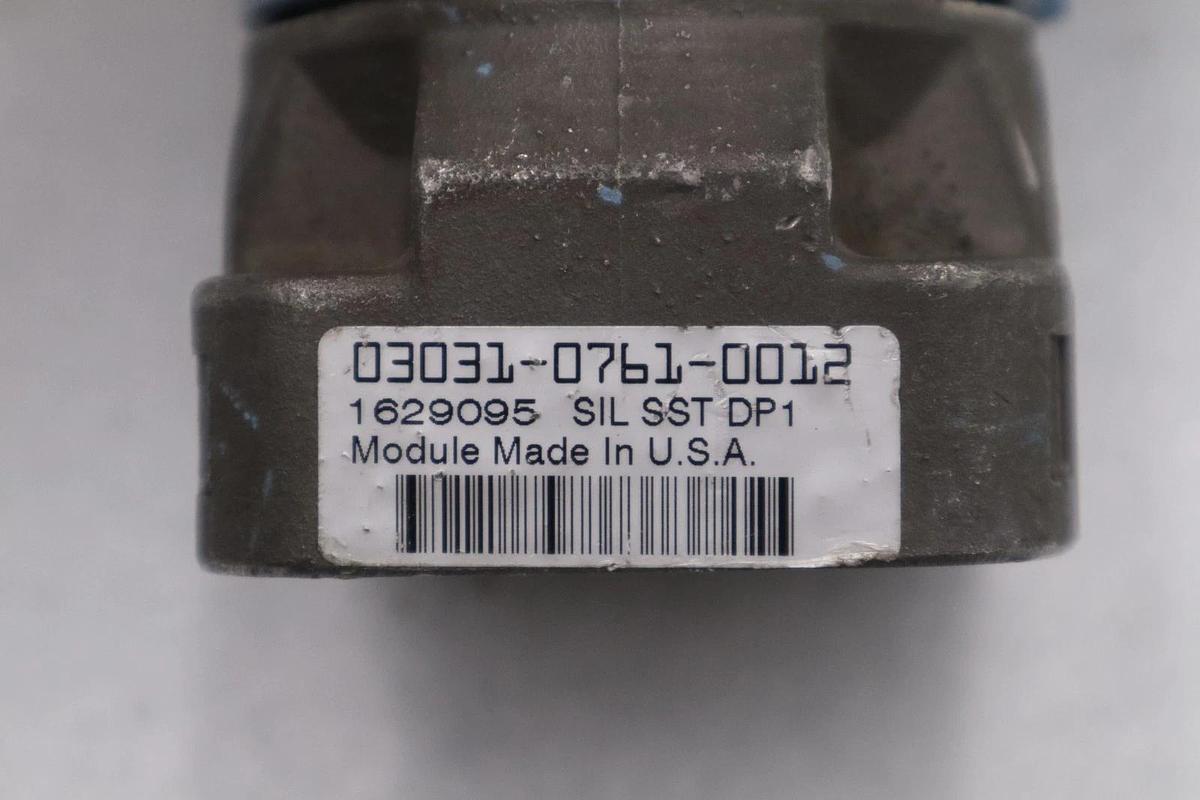 03031-0761-0012
1629095 SIL SST DP1
Module Made In U.S.A.